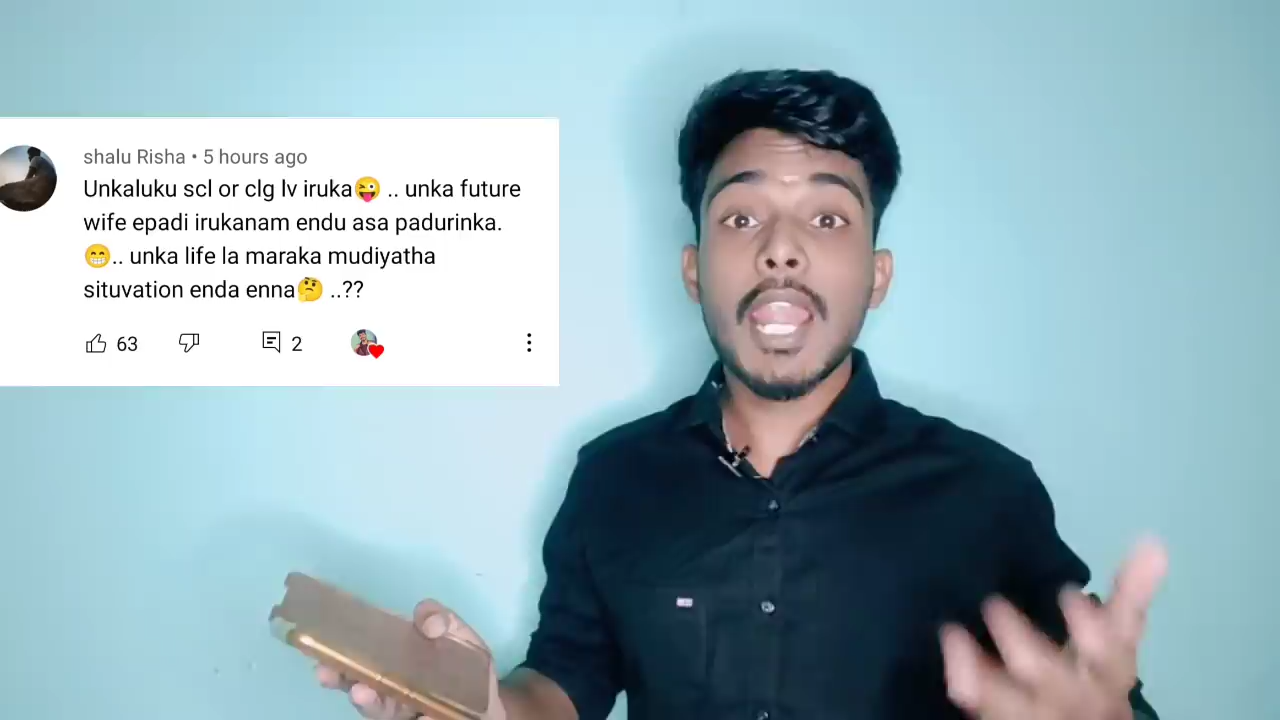 shalu Risha • 5 hours ago
Unkaluku scl or clg lv iruka😜 .. unka future
wife epadi irukanam endu asa padurinka.
😁.. unka life la maraka mudiyatha
situvation enda enna🤔 ..??
63 2